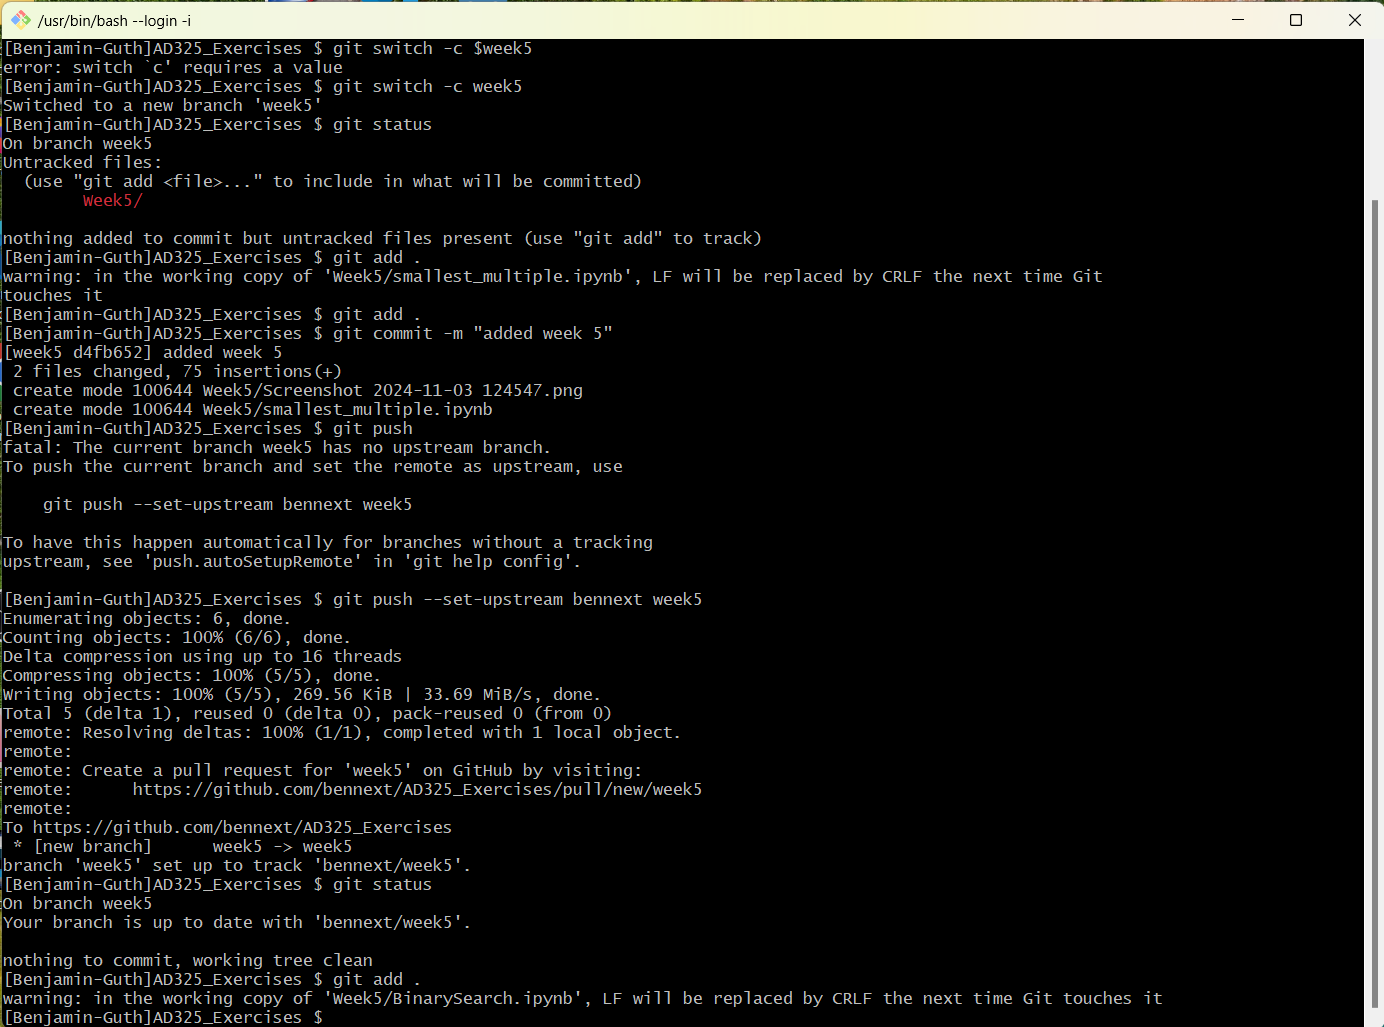 /usr/bin/bash --login -i
[Benjamin-Guth]AD325_Exercises $ git switch -c $week5
error: switch `c' requires a value
[Benjamin-Guth]AD325_Exercises $ git switch -c week5
Switched to a new branch 'week5'
[Benjamin-Guth]AD325_Exercises $ git status
On branch week5
Untracked files:
  (use "git add <file>..." to include in what will be committed)
        Week5/
nothing added to commit but untracked files present (use "git add" to track)
[Benjamin-Guth]AD325_Exercises $ git add .
warning: in the working copy of 'Week5/smallest_multiple.ipynb', LF will be replaced by CRLF the next time Git
touches it
[Benjamin-Guth]AD325_Exercises $ git add .
[Benjamin-Guth]AD325_Exercises $ git commit -m "added week 5"
[week5 d4fb652] added week 5
 2 files changed, 75 insertions(+)
 create mode 100644 Week5/Screenshot 2024-11-03 124547.png
 create mode 100644 Week5/smallest_multiple.ipynb
[Benjamin-Guth]AD325_Exercises $ git push
fatal: The current branch week5 has no upstream branch.
To push the current branch and set the remote as upstream, use
    git push --set-upstream bennext week5
To have this happen automatically for branches without a tracking
upstream, see 'push.autoSetupRemote' in 'git help config'.
[Benjamin-Guth]AD325_Exercises $ git push --set-upstream bennext week5
Enumerating objects: 6, done.
Counting objects: 100% (6/6), done.
Delta compression using up to 16 threads
Compressing objects: 100% (5/5), done.
Writing objects: 100% (5/5), 269.56 KiB | 33.69 MiB/s, done.
Total 5 (delta 1), reused 0 (delta 0), pack-reused 0 (from 0)
remote: Resolving deltas: 100% (1/1), completed with 1 local object.
remote:
remote: Create a pull request for 'week5' on GitHub by visiting:
remote:      https://github.com/bennext/AD325_Exercises/pull/new/week5
remote:
To https://github.com/bennext/AD325_Exercises
 * [new branch]      week5 -> week5
branch 'week5' set up to track 'bennext/week5'.
[Benjamin-Guth]AD325_Exercises $ git status
On branch week5
Your branch is up to date with 'bennext/week5'.
nothing to commit, working tree clean
[Benjamin-Guth]AD325_Exercises $ git add .
warning: in the working copy of 'Week5/BinarySearch.ipynb', LF will be replaced by CRLF the next time Git touches it
[Benjamin-Guth]AD325_Exercises $